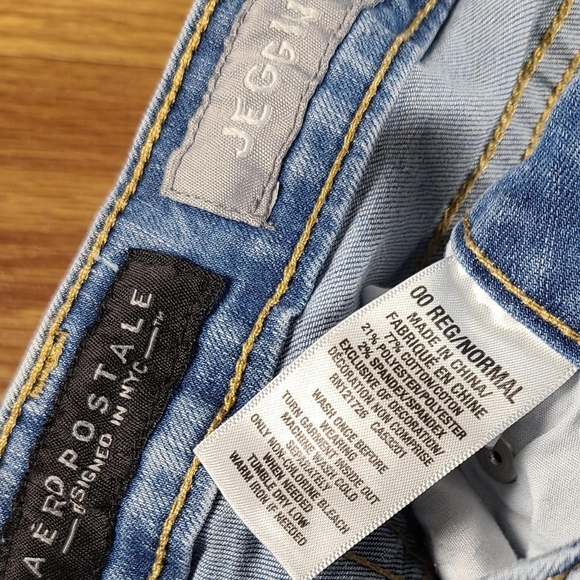 JEGGIN
AÉROPOSTALE
DESIGNED IN NYC™
00 REG/NORMAL
MADE IN CHINA/
FABRIQUE EN CHINE
77% COTTON/COTON
21% POLYESTER/POLYESTER
2% SPANDEX/SPANDEX
EXCLUSIVE OF DECORATION/
DECORATION NON COMPRISE
WASH ONCE BEFORE
WEARING
TURN GARMENT INSIDE OUT
MACHINE WASH COLD
SEPARATELY
ONLY NON-CHLORINE BLEACH
WHEN NEEDED
TUMBLE DRY LOW
WARM IRON IF NEEDED